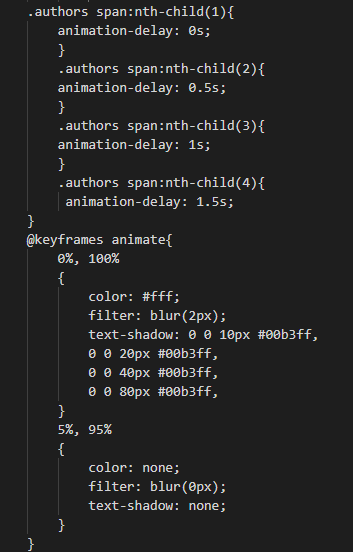 .authors span:nth-child(1){
animation-delay: 0s;
}
.authors span:nth-child(2){
animation-delay: 0.5s;
}
.authors span:nth-child(3){
animation-delay: 1s;
}
.authors span:nth-child(4){
animation-delay: 1.5s;
}
@keyframes animate{
0%, 100%
{
color: #fff;
filter: blur(2px);
text-shadow: 0 0 10px #00b3ff,
0 0 20px #00b3ff,
0 0 40px #00b3ff,
0 0 80px #00b3ff,
}
5%, 95%
{
color: none;
filter: blur(0px);
text-shadow: none;
}
}